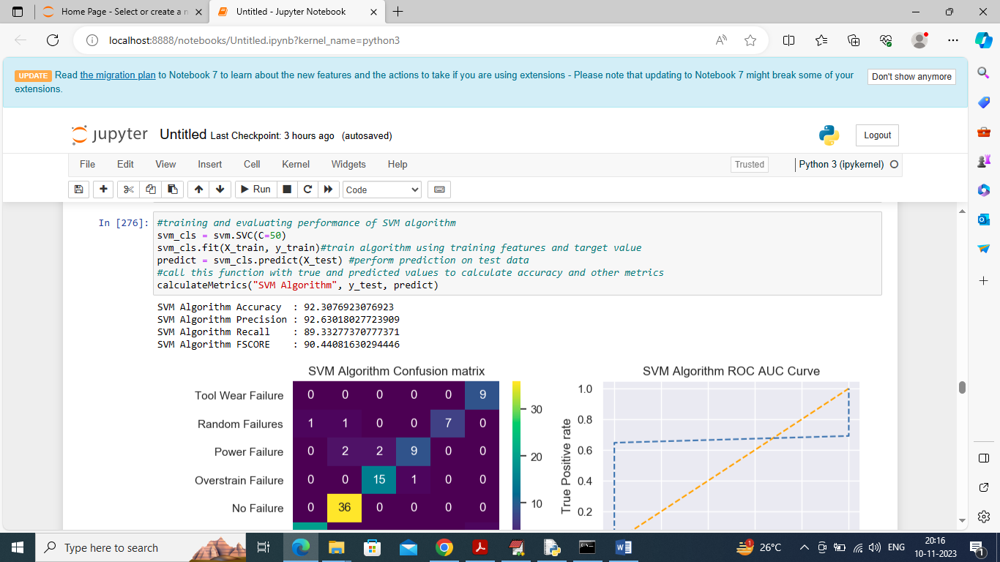 Home Page - Select or create a n
Untitled - Jupyter Notebook
localhost:8888/notebooks/Untitled.ipynb?kernel_name=python3
UPDATE Read the migration plan to Notebook 7 to learn about the new features and the actions to take if you are using extensions - Please note that updating to Notebook 7 might break some of your
extensions.
Don't show anymore
jupyter Untitled Last Checkpoint: 3 hours ago (autosaved)
Logout
File Edit View Insert Cell Kernel Widgets Help
Trusted
Python 3 (ipykernel)
Run
Code
In [276]:
#training and evaluating performance of SVM algorithm
svm_cls = svm.SVC(C=50)
svm_cls.fit(X_train, y_train)#train algorithm using training features and target value
predict = svm_cls.predict(X_test) #perform prediction on test data
#call this function with true and predicted values to calculate accuracy and other metrics
calculateMetrics("SVM Algorithm", y_test, predict)
SVM Algorithm Accuracy  : 92.3076923076923
SVM Algorithm Precision : 92.63018027723909
SVM Algorithm Recall    : 89.33277370777371
SVM Algorithm FSCORE    : 90.44081630294446
SVM Algorithm Confusion matrix
Tool Wear Failure 0 0 0 0 0 9
Random Failures 1 1 0 0 7 0
Power Failure 0 2 2 9 0 0
Overstrain Failure 0 0 15 1 0 0
No Failure 0 36 0 0 0 0
30
20
10
SVM Algorithm ROC AUC Curve
True Positive rate
1.0
0.8
0.6
0.4
0.2
Type here to search
1
26°C
ENG
20:16
10-11-2023
1